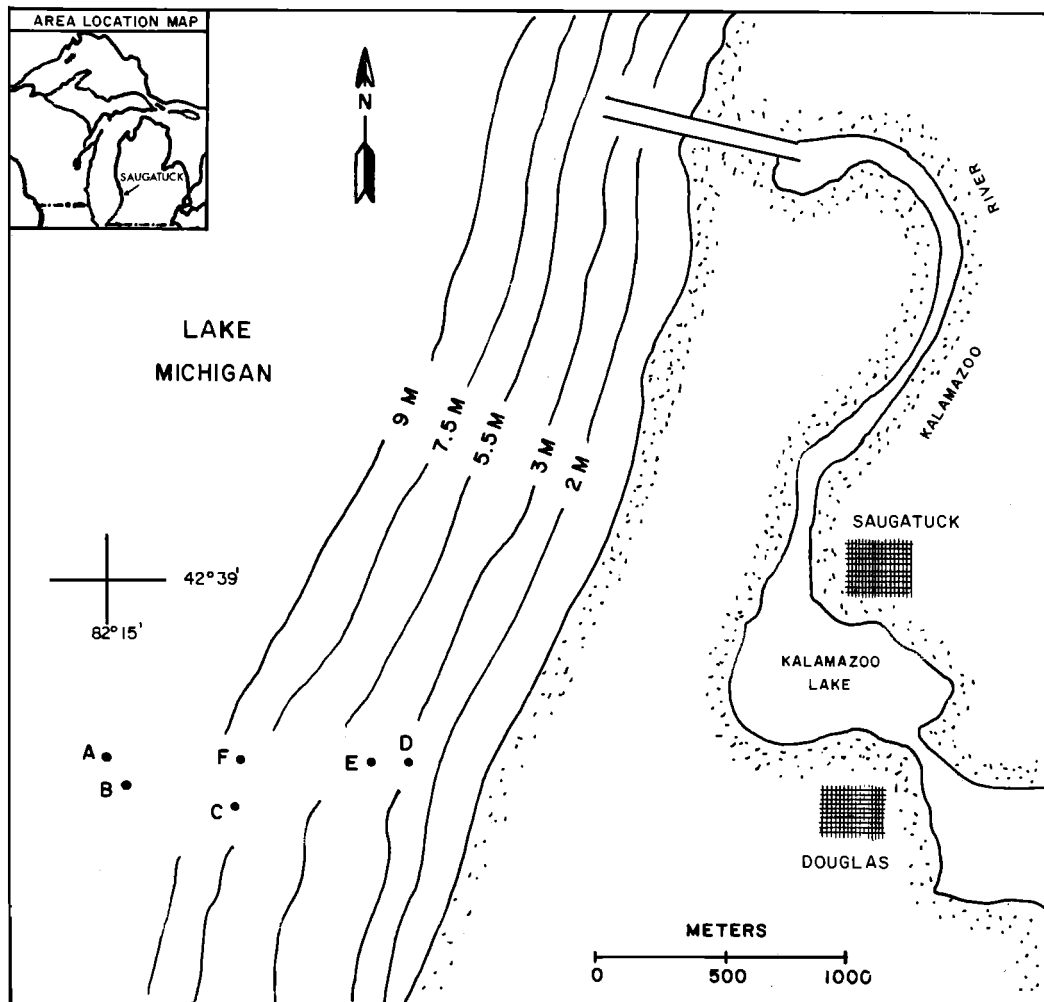 AREA LOCATION MAP
SAUGATUCK
N
RIVER
KALAMAZOO
LAKE
MICHIGAN
9 M
7.5 M
5.5 M
3 M
2 M
SAUGATUCK
42°39'
82°15'
KALAMAZOO
LAKE
A
B
F
C
E
D
DOUGLAS
METERS
0 500 1000